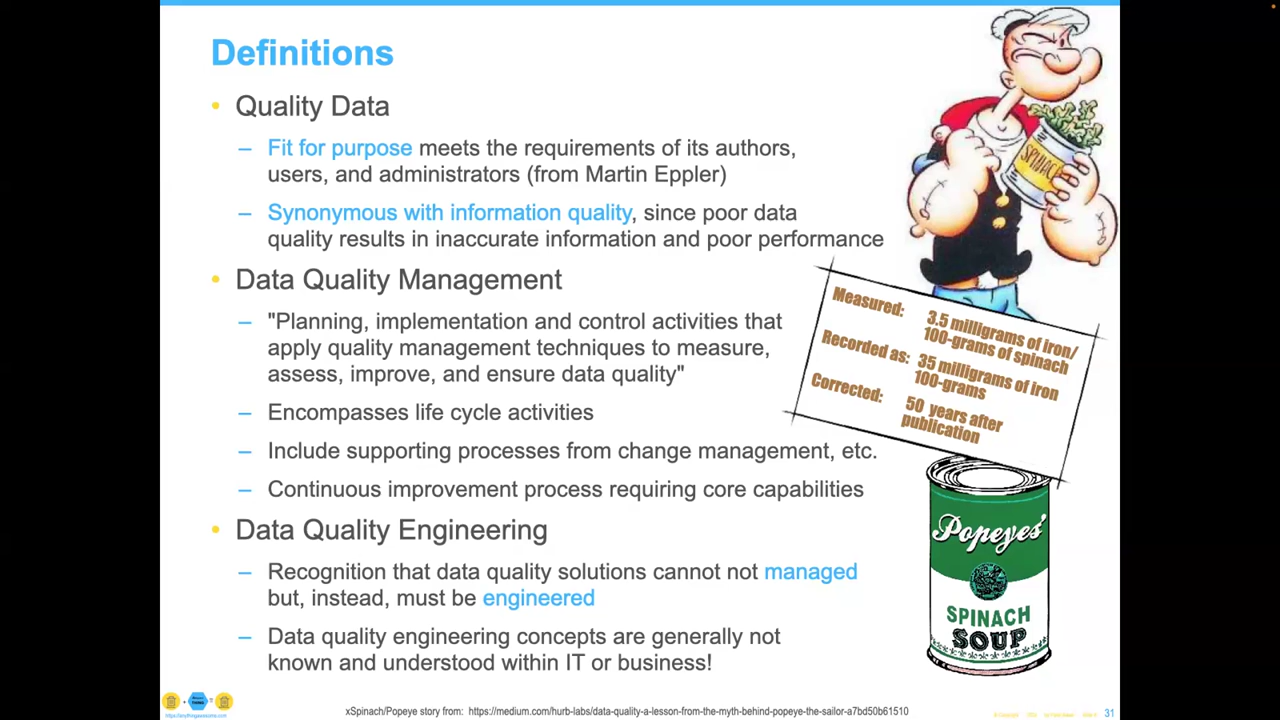 Definitions
• Quality Data
– Fit for purpose meets the requirements of its authors,
users, and administrators (from Martin Eppler)
– Synonymous with information quality, since poor data
quality results in inaccurate information and poor performance
• Data Quality Management
– "Planning, implementation and control activities that
apply quality management techniques to measure,
assess, improve, and ensure data quality"
– Encompasses life cycle activities
– Include supporting processes from change management, etc.
– Continuous improvement process requiring core capabilities
• Data Quality Engineering
– Recognition that data quality solutions cannot not managed
but, instead, must be engineered
– Data quality engineering concepts are generally not
known and understood within IT or business!
SPINACH
Measured: 3.5 milligrams of iron/
100-grams of spinach
Recorded as: 35 milligrams of iron
100-grams
Corrected: 50 years after
publication
Popeyes'
SPINACH
SOUP
https://anythingawesome.com
xSpinach/Popeye story from: https://medium.com/hurb-labs/data-quality-a-lesson-from-the-myth-behind-popeye-the-sailor-a7bd50b61510
31